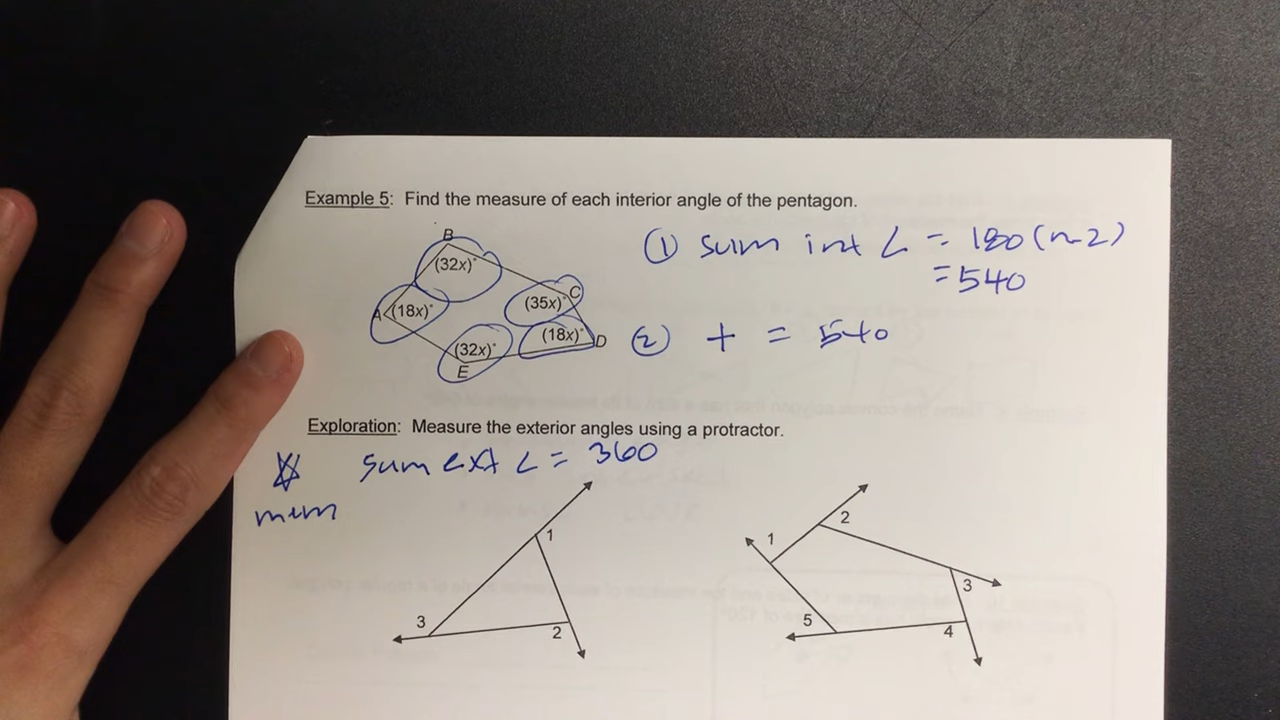 Example 5: Find the measure of each interior angle of the pentagon.
① sum int ∠ = 180(n-2)
= 540
② + = 540
B
(32x)°
C
(35x)°
A
(18x)°
(18x)°
D
(32x)°
E
Exploration: Measure the exterior angles using a protractor.
sum ext ∠ = 360
mem
1
2
3
1
2
3
4
5